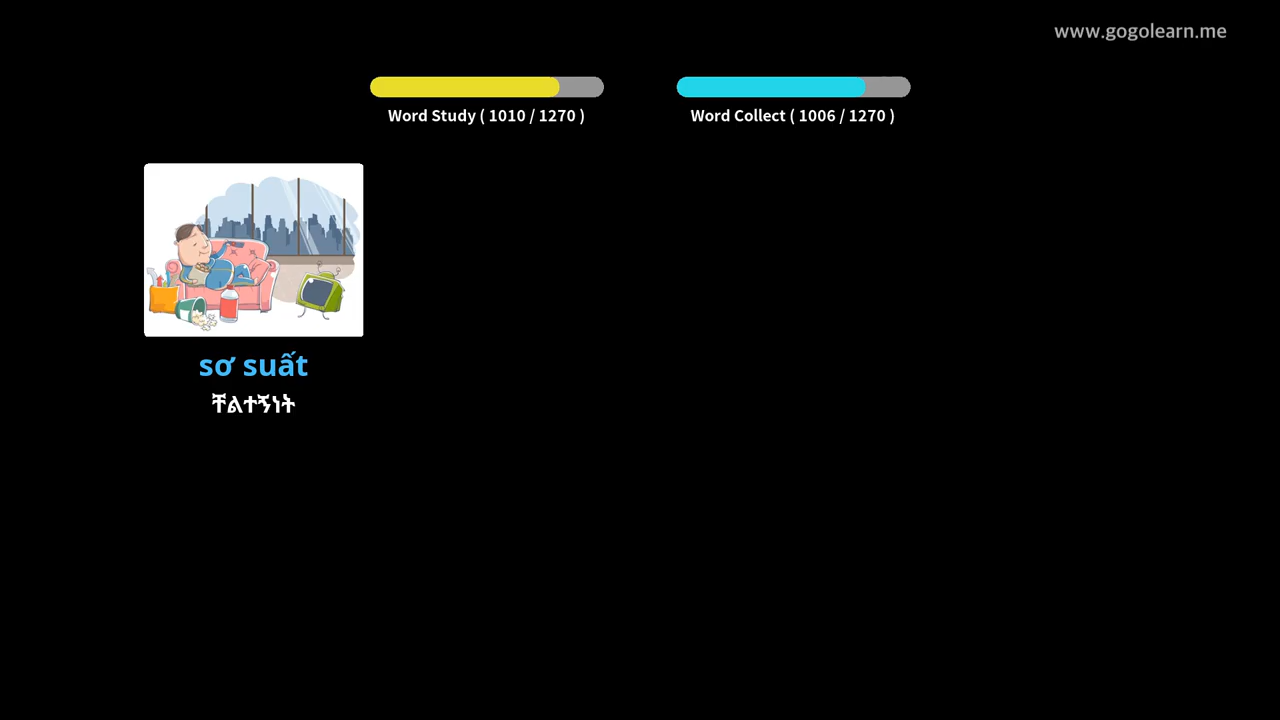 www.gogolearn.me
Word Study ( 1010 / 1270 )
Word Collect ( 1006 / 1270 )
sơ suất
ቸልተኝነት